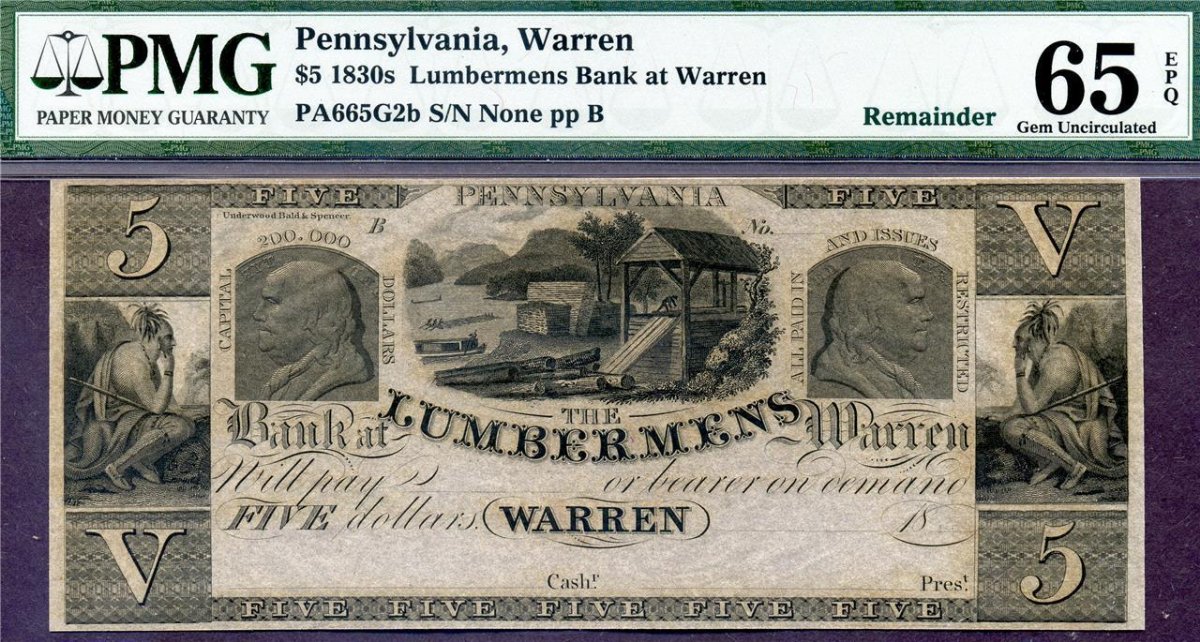 PMG
PAPER MONEY GUARANTY
Pennsylvania, Warren
$5 1830s Lumbermens Bank at Warren
PA665G2b S/N None pp B
Remainder
65
EPQ
Gem Uncirculated
FIVE PENNSYLVANIA FIVE
5
V
Underwood Bald & Spencer
B
No.
CAPITAL 200.000 DOLLARS
ALL PAID IN AND ISSUES RESTRICTED
THE
Bank at LUMBERMENS Warren
Will pay or bearer on demand
FIVE dollars. WARREN 18
V
5
Cashr Prest
FIVE FIVE FIVE FIVE FIVE